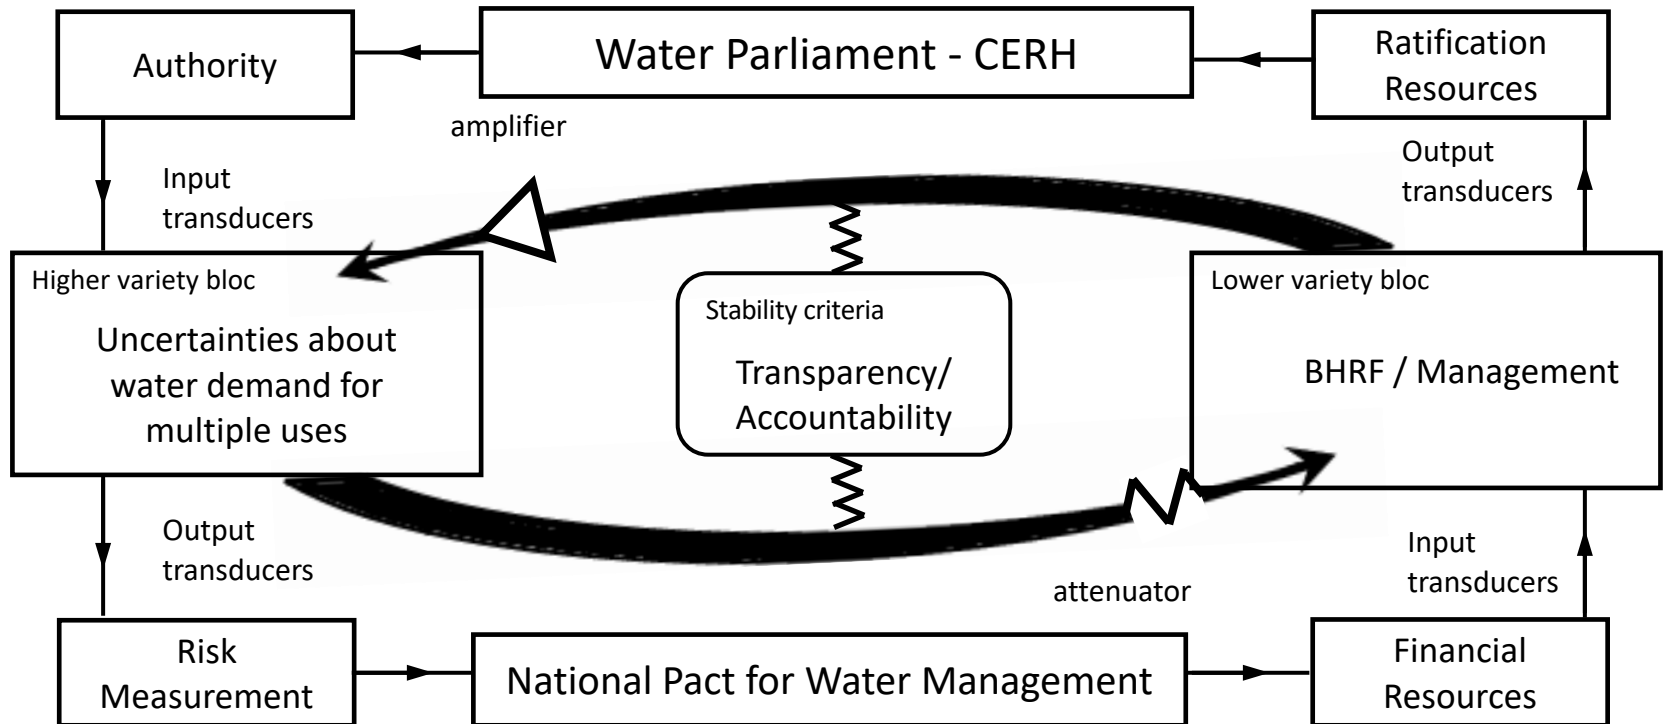 Authority
Water Parliament - CERH
Ratification
Resources
amplifier
Input
transducers
Output
transducers
Higher variety bloc
Uncertainties about
water demand for
multiple uses
Stability criteria
Transparency/
Accountability
Lower variety bloc
BHRF / Management
Output
transducers
attenuator
Input
transducers
Risk
Measurement
National Pact for Water Management
Financial
Resources